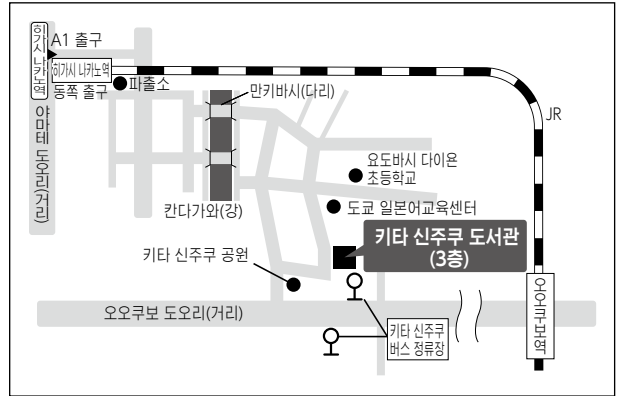 히가시 나카노역
A1 출구
히가시 나카노역
동쪽 출구
파출소
만키바시(다리)
JR
야마테 도오리(거리)
요도바시 다이욘
초등학교
칸다가와(강)
도쿄 일본어교육센터
키타 신주쿠 도서관
(3층)
키타 신주쿠 공원
오오쿠보 도오리(거리)
키타 신주쿠
버스 정류장
오오쿠보역